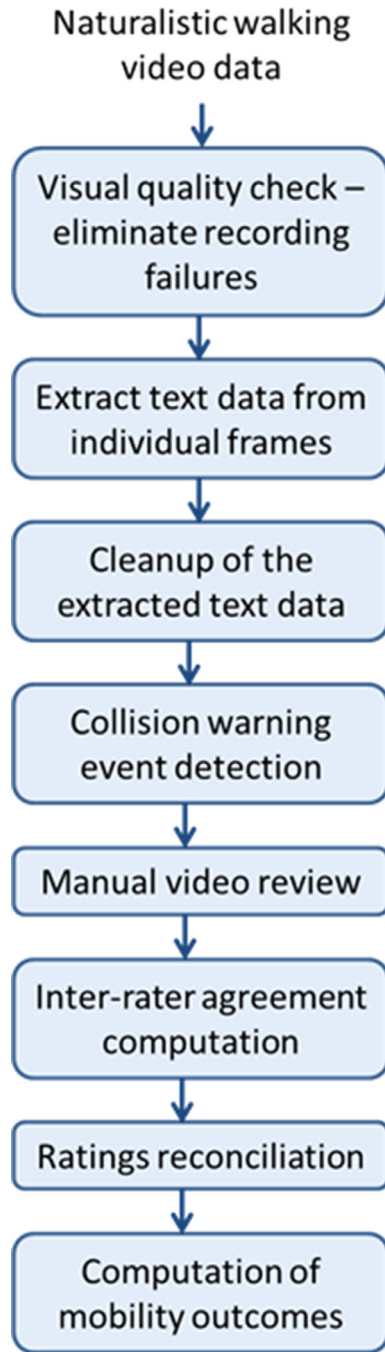 Naturalistic walking
video data
Visual quality check –
eliminate recording
failures
Extract text data from
individual frames
Cleanup of the
extracted text data
Collision warning
event detection
Manual video review
Inter-rater agreement
computation
Ratings reconciliation
Computation of
mobility outcomes